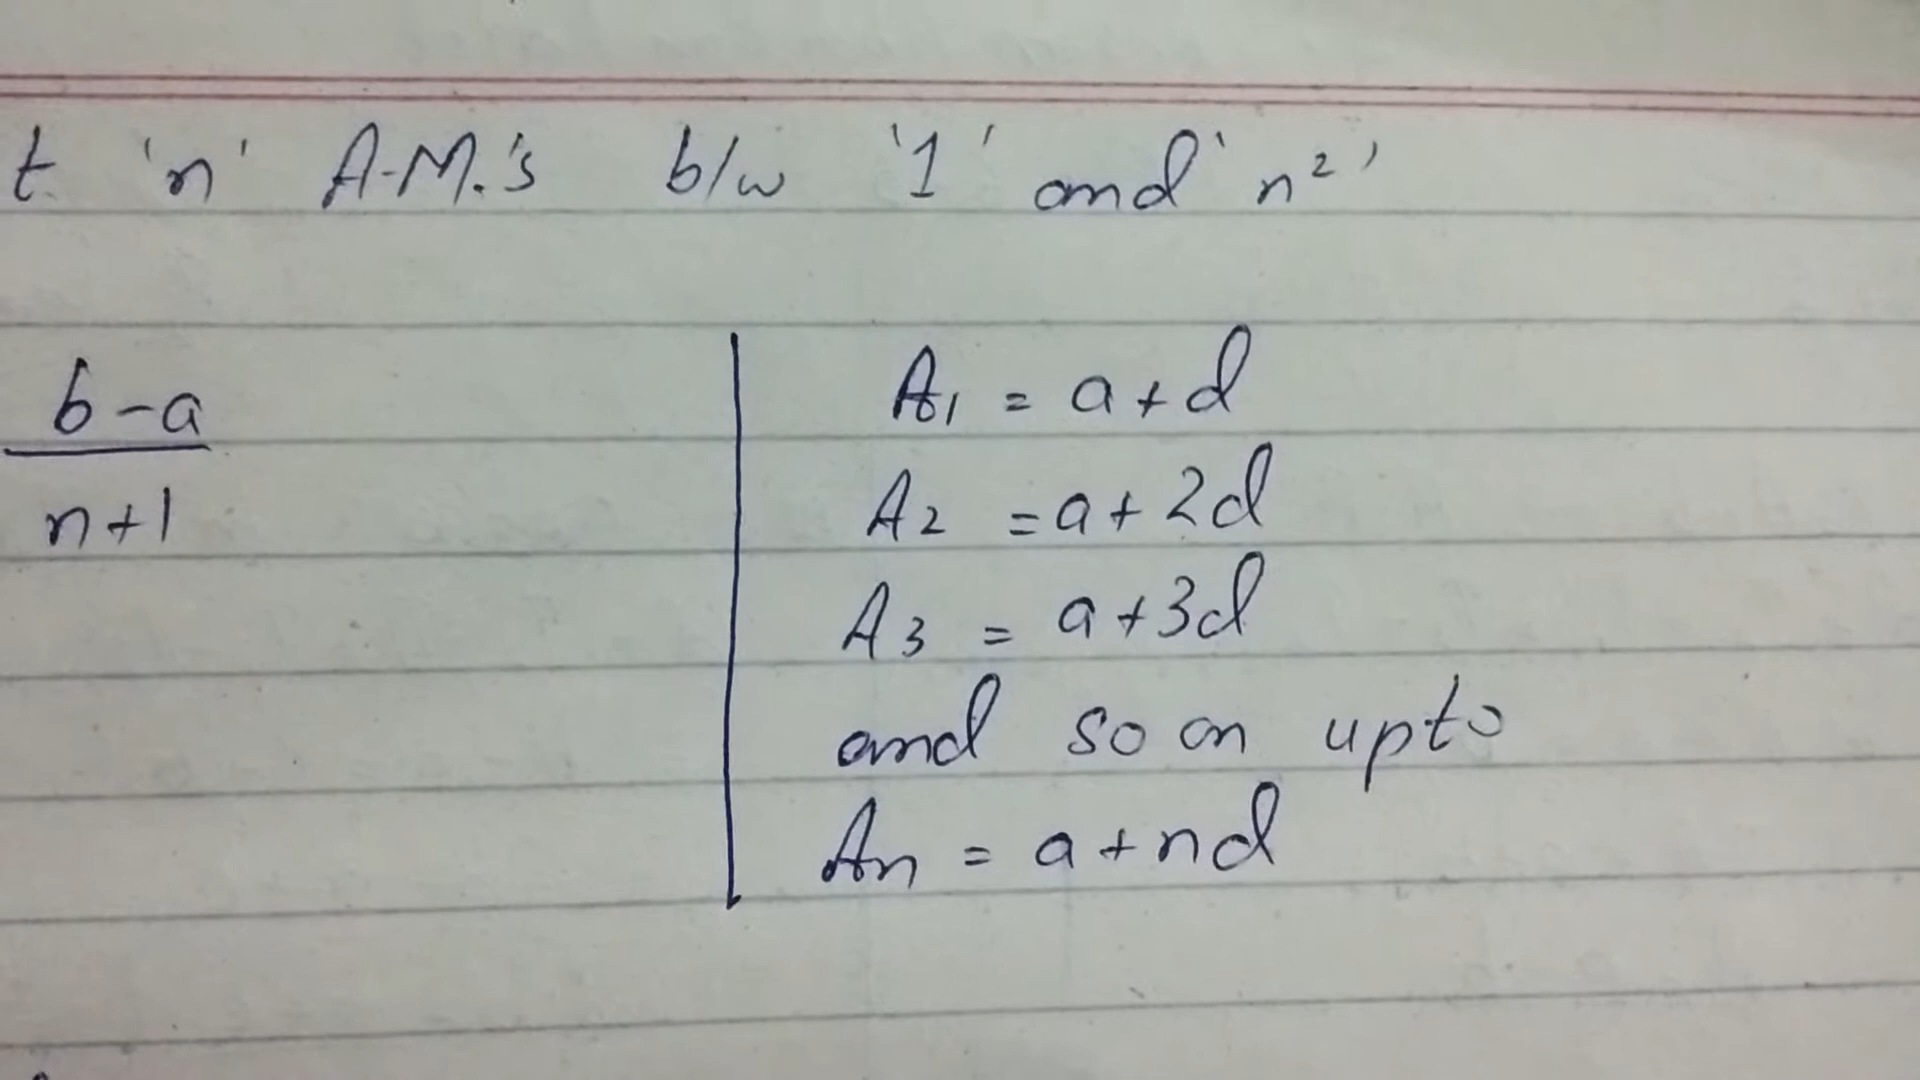 t 'n' A.M.'s b/w '1' and 'n²'
b-a
n+1
A1 = a+d
A2 = a+2d
A3 = a+3d
and so on upto
An = a+nd